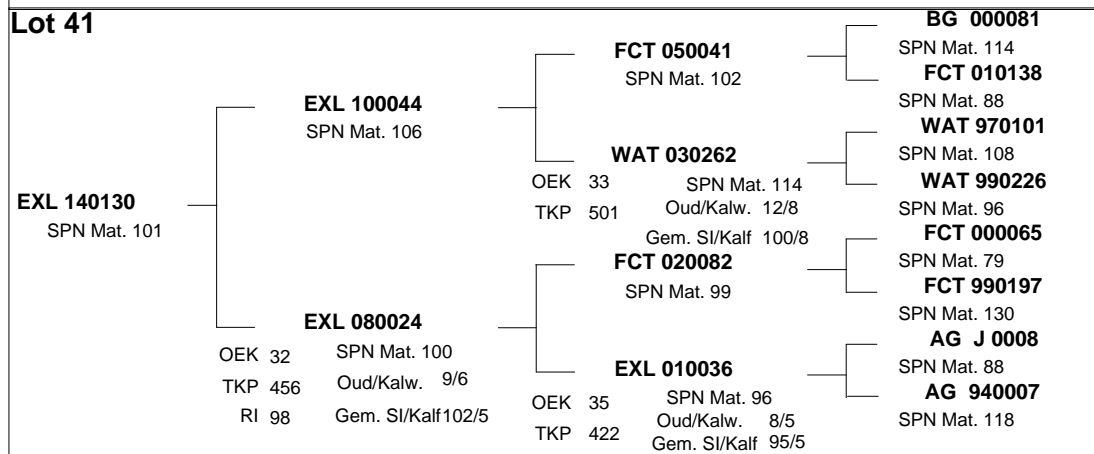 Lot 41
BG 000081
SPN Mat. 114
FCT 050041
SPN Mat. 102
FCT 010138
SPN Mat. 88
EXL 100044
SPN Mat. 106
WAT 970101
SPN Mat. 108
WAT 030262
OEK 33 SPN Mat. 114
TKP 501 Oud/Kalw. 12/8
Gem. SI/Kalf 100/8
WAT 990226
SPN Mat. 96
EXL 140130
SPN Mat. 101
FCT 000065
SPN Mat. 79
FCT 020082
SPN Mat. 99
FCT 990197
SPN Mat. 130
EXL 080024
OEK 32 SPN Mat. 100
TKP 456 Oud/Kalw. 9/6
RI 98 Gem. SI/Kalf 102/5
AG J 0008
SPN Mat. 88
EXL 010036
OEK 35 SPN Mat. 96
Oud/Kalw. 8/5
TKP 422 Gem. SI/Kalf 95/5
AG 940007
SPN Mat. 118